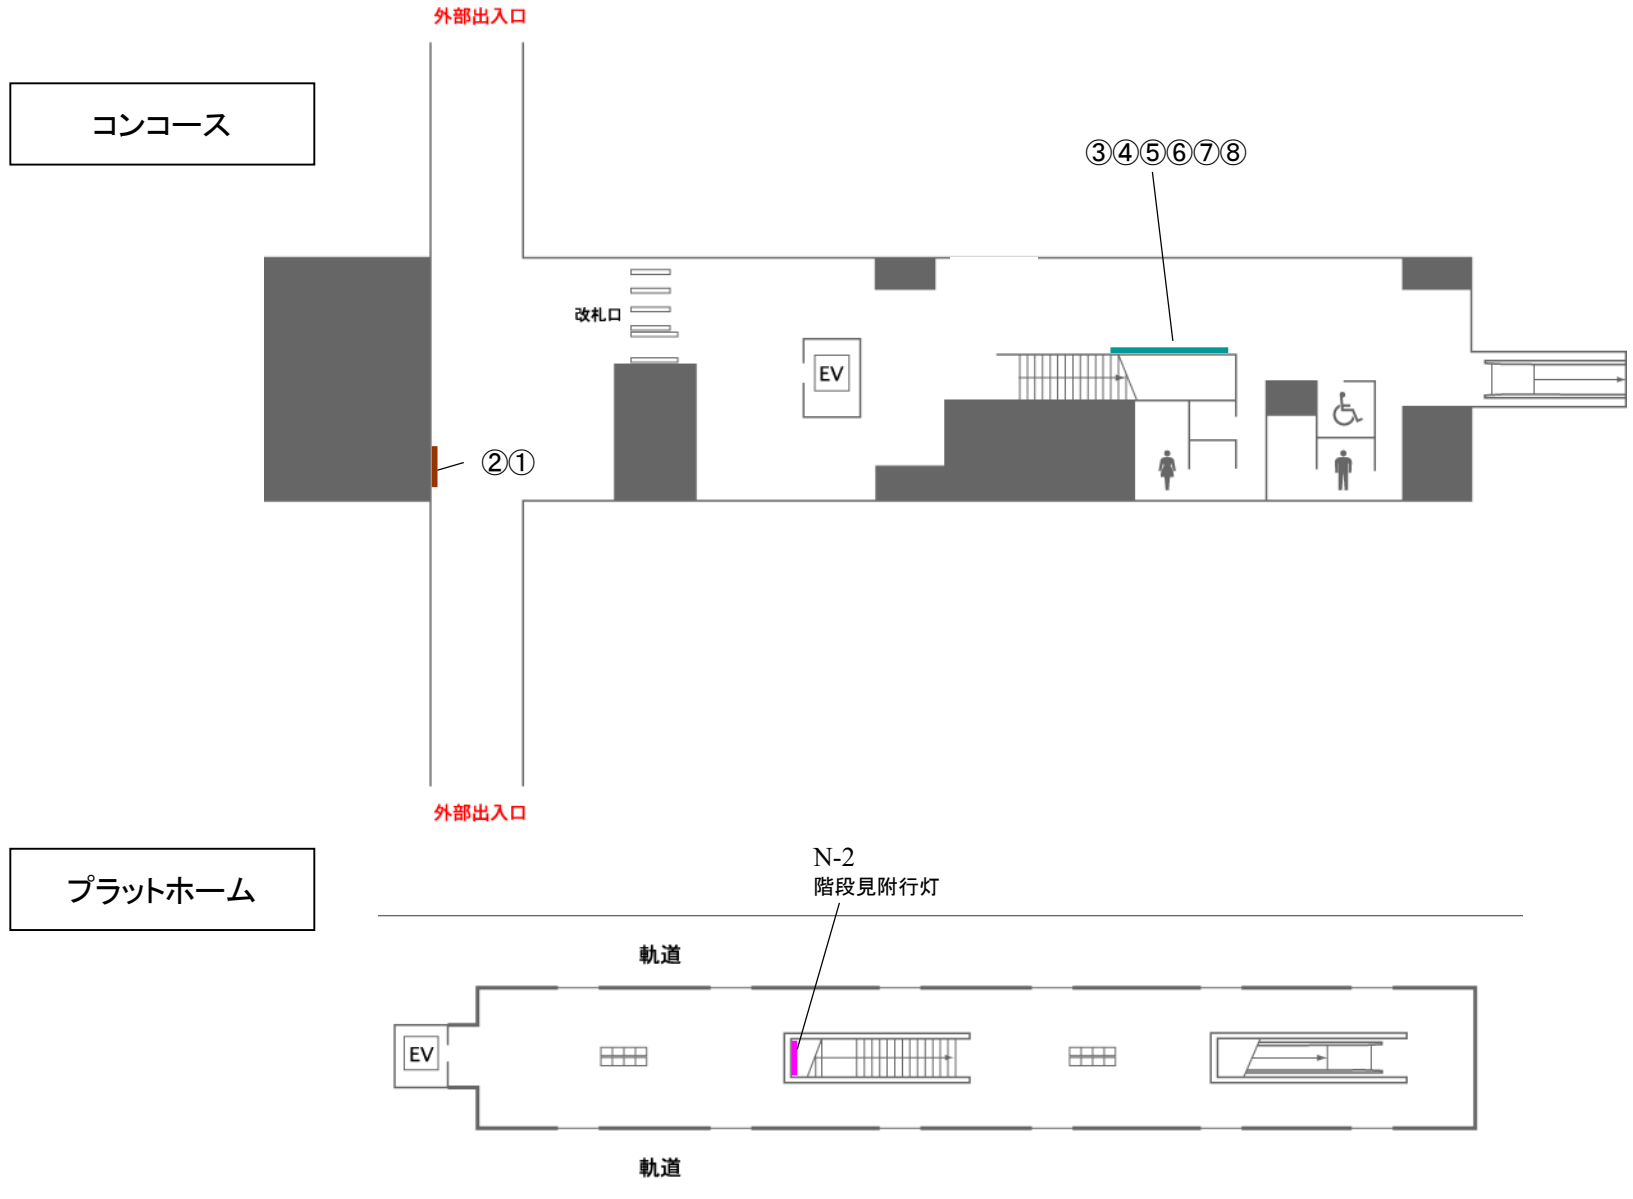 外部出入口
コンコース
③④⑤⑥⑦⑧
改札口
EV
②①
外部出入口
プラットホーム
N-2
階段見附行灯
軌道
EV
軌道